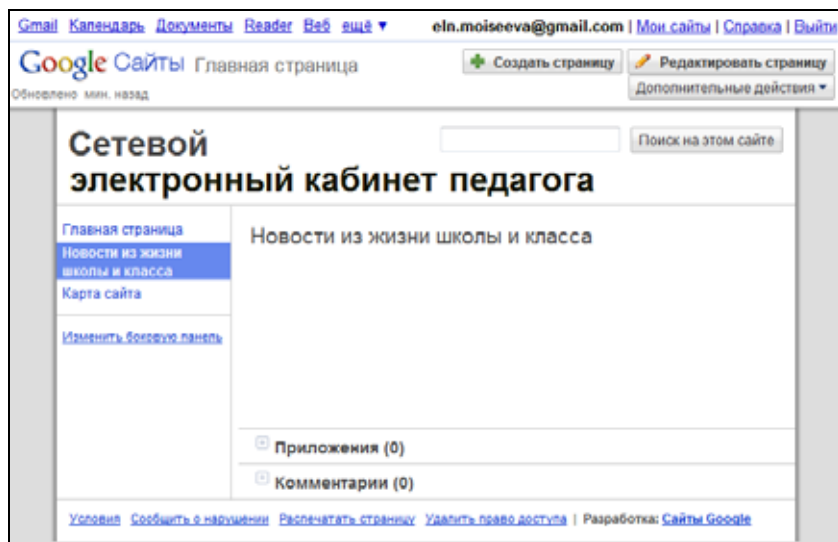 Gmail Календарь Документы Reader Веб ещё ▼ eln.moiseeva@gmail.com | Мои сайты | Справка | Выйти
Google Сайты Главная страница Создать страницу Редактировать страницу
Обновлено мин. назад Дополнительные действия ▼
Сетевой Поиск на этом сайте
электронный кабинет педагога
Главная страница
Новости из жизни школы и класса
Новости из жизни
школы и класса
Карта сайта
Изменить боковую панель
Приложения (0)
Комментарии (0)
Условия Сообщить о нарушении Распечатать страницу Удалить право доступа | Разработка: Сайты Google